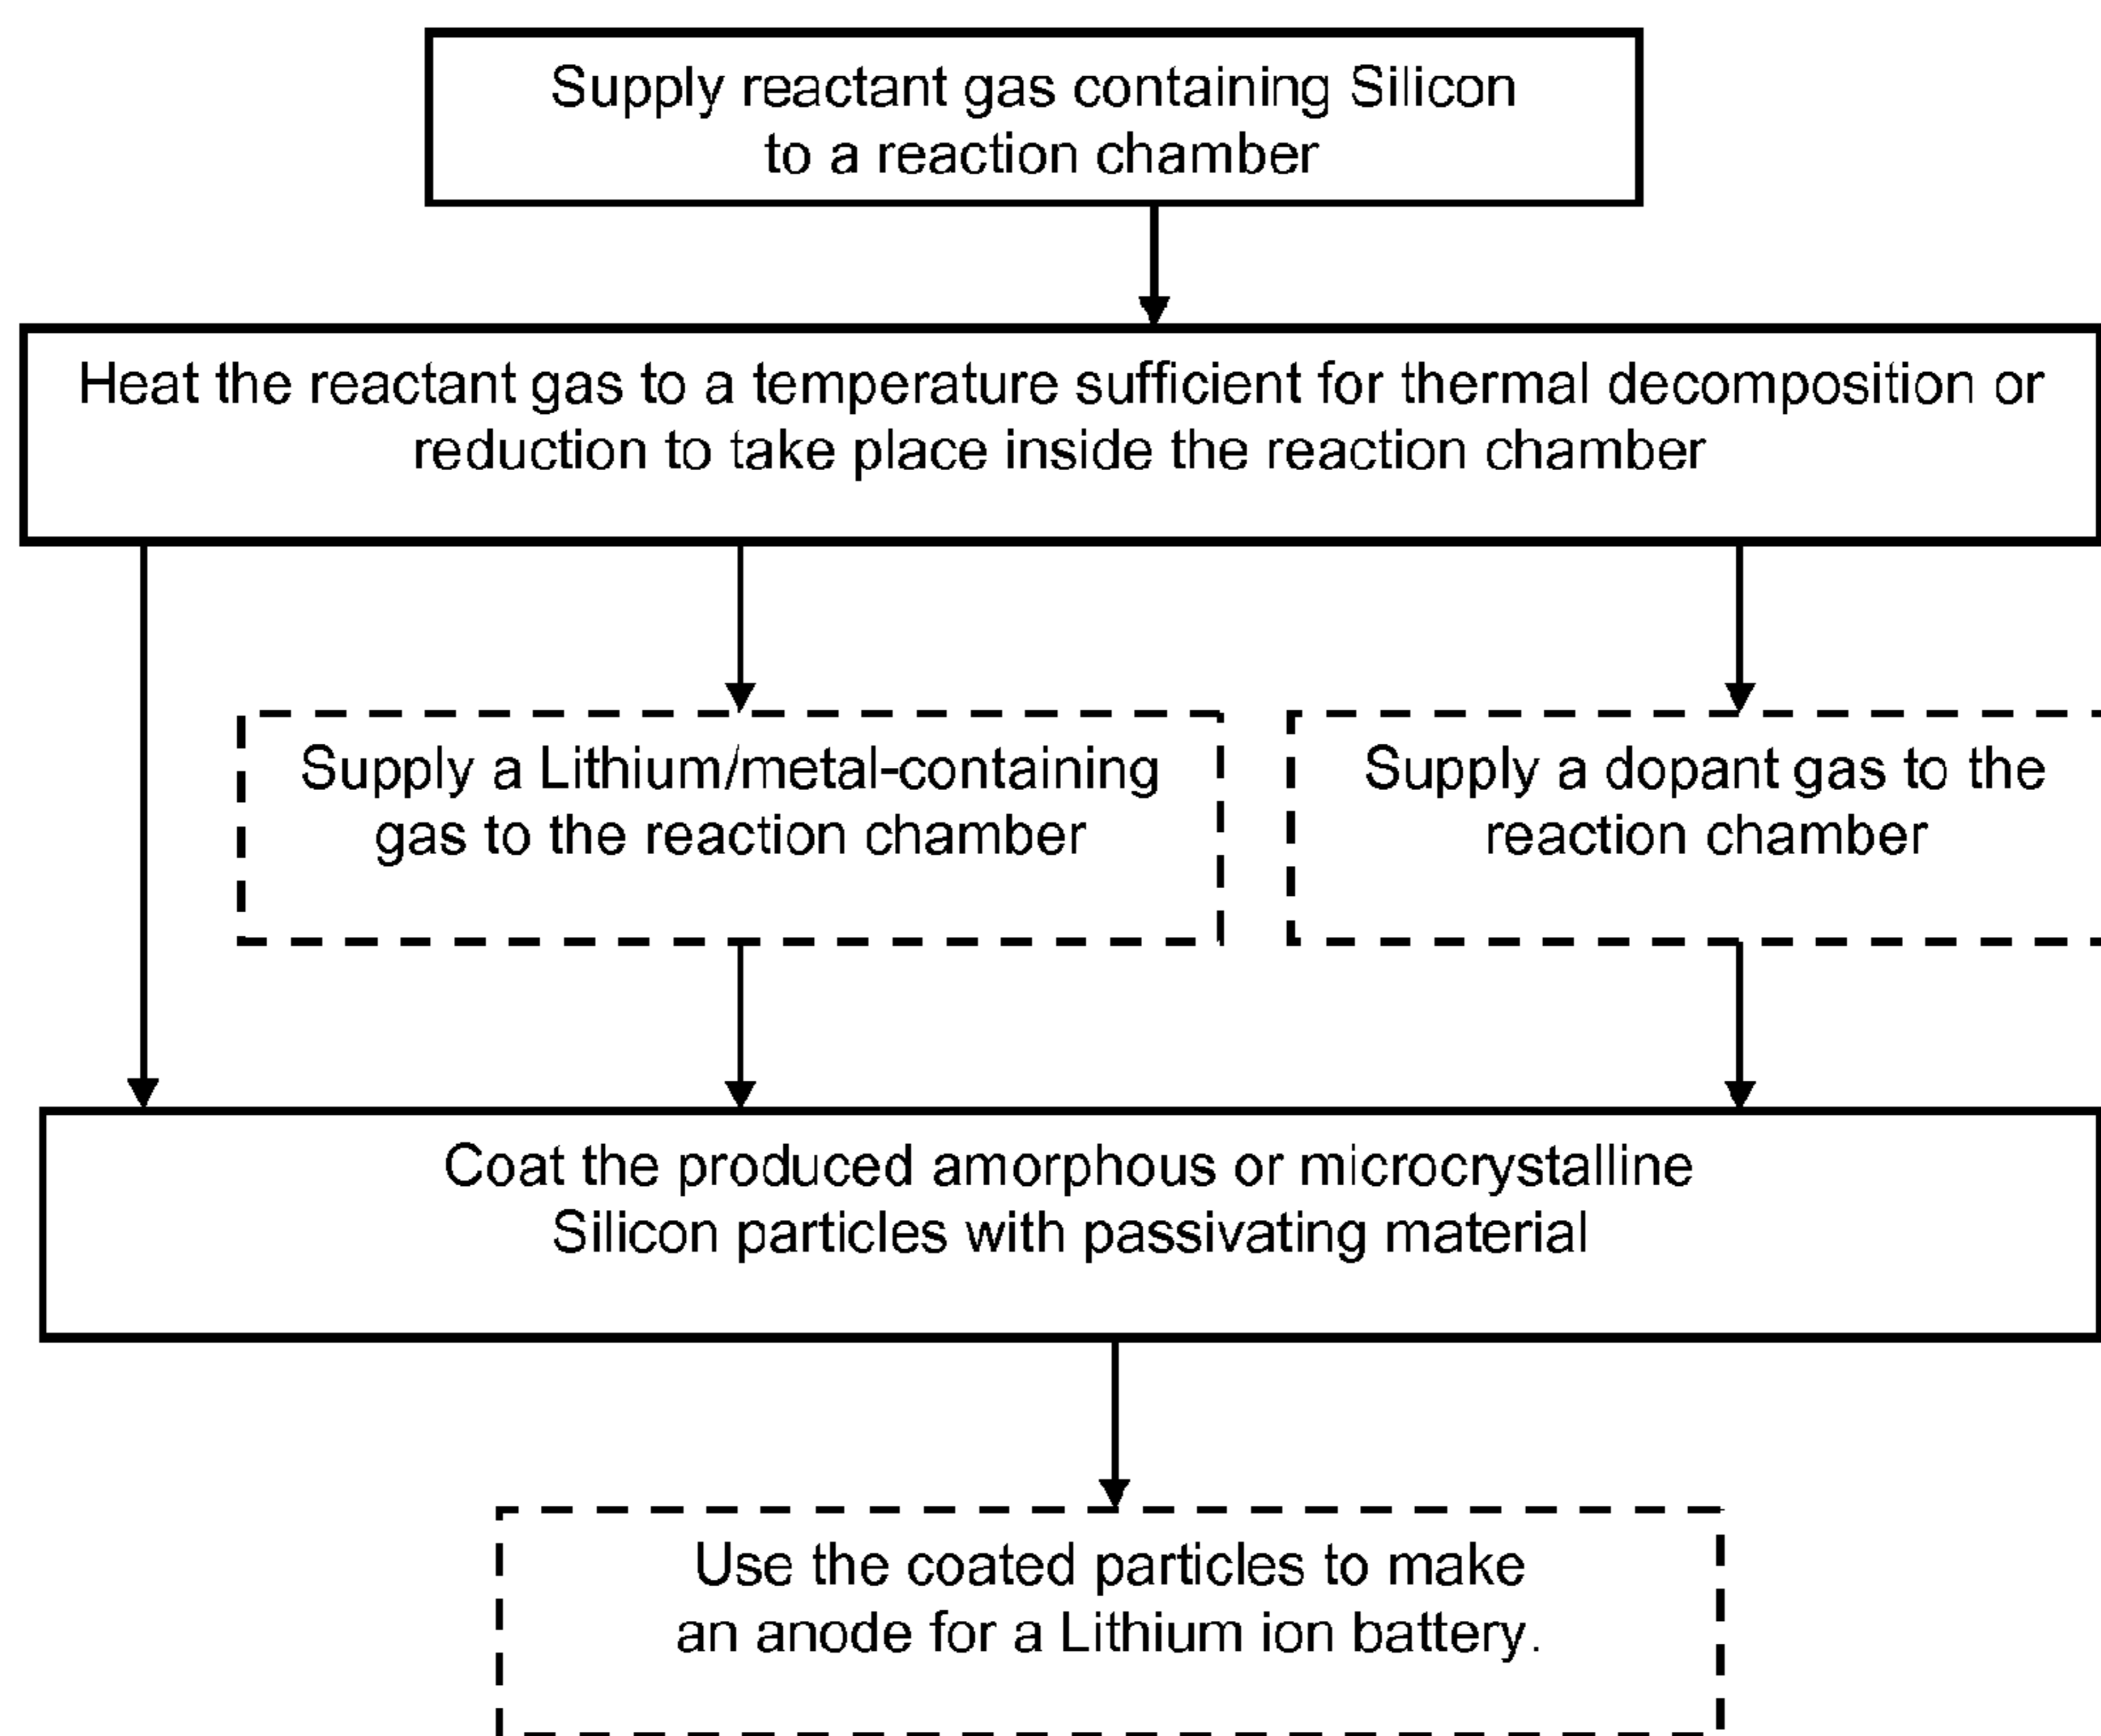 Supply reactant gas containing Silicon
to a reaction chamber
Heat the reactant gas to a temperature sufficient for thermal decomposition or
reduction to take place inside the reaction chamber
Supply a Lithium/metal-containing
gas to the reaction chamber
Supply a dopant gas to the
reaction chamber
Coat the produced amorphous or microcrystalline
Silicon particles with passivating material
Use the coated particles to make
an anode for a Lithium ion battery.